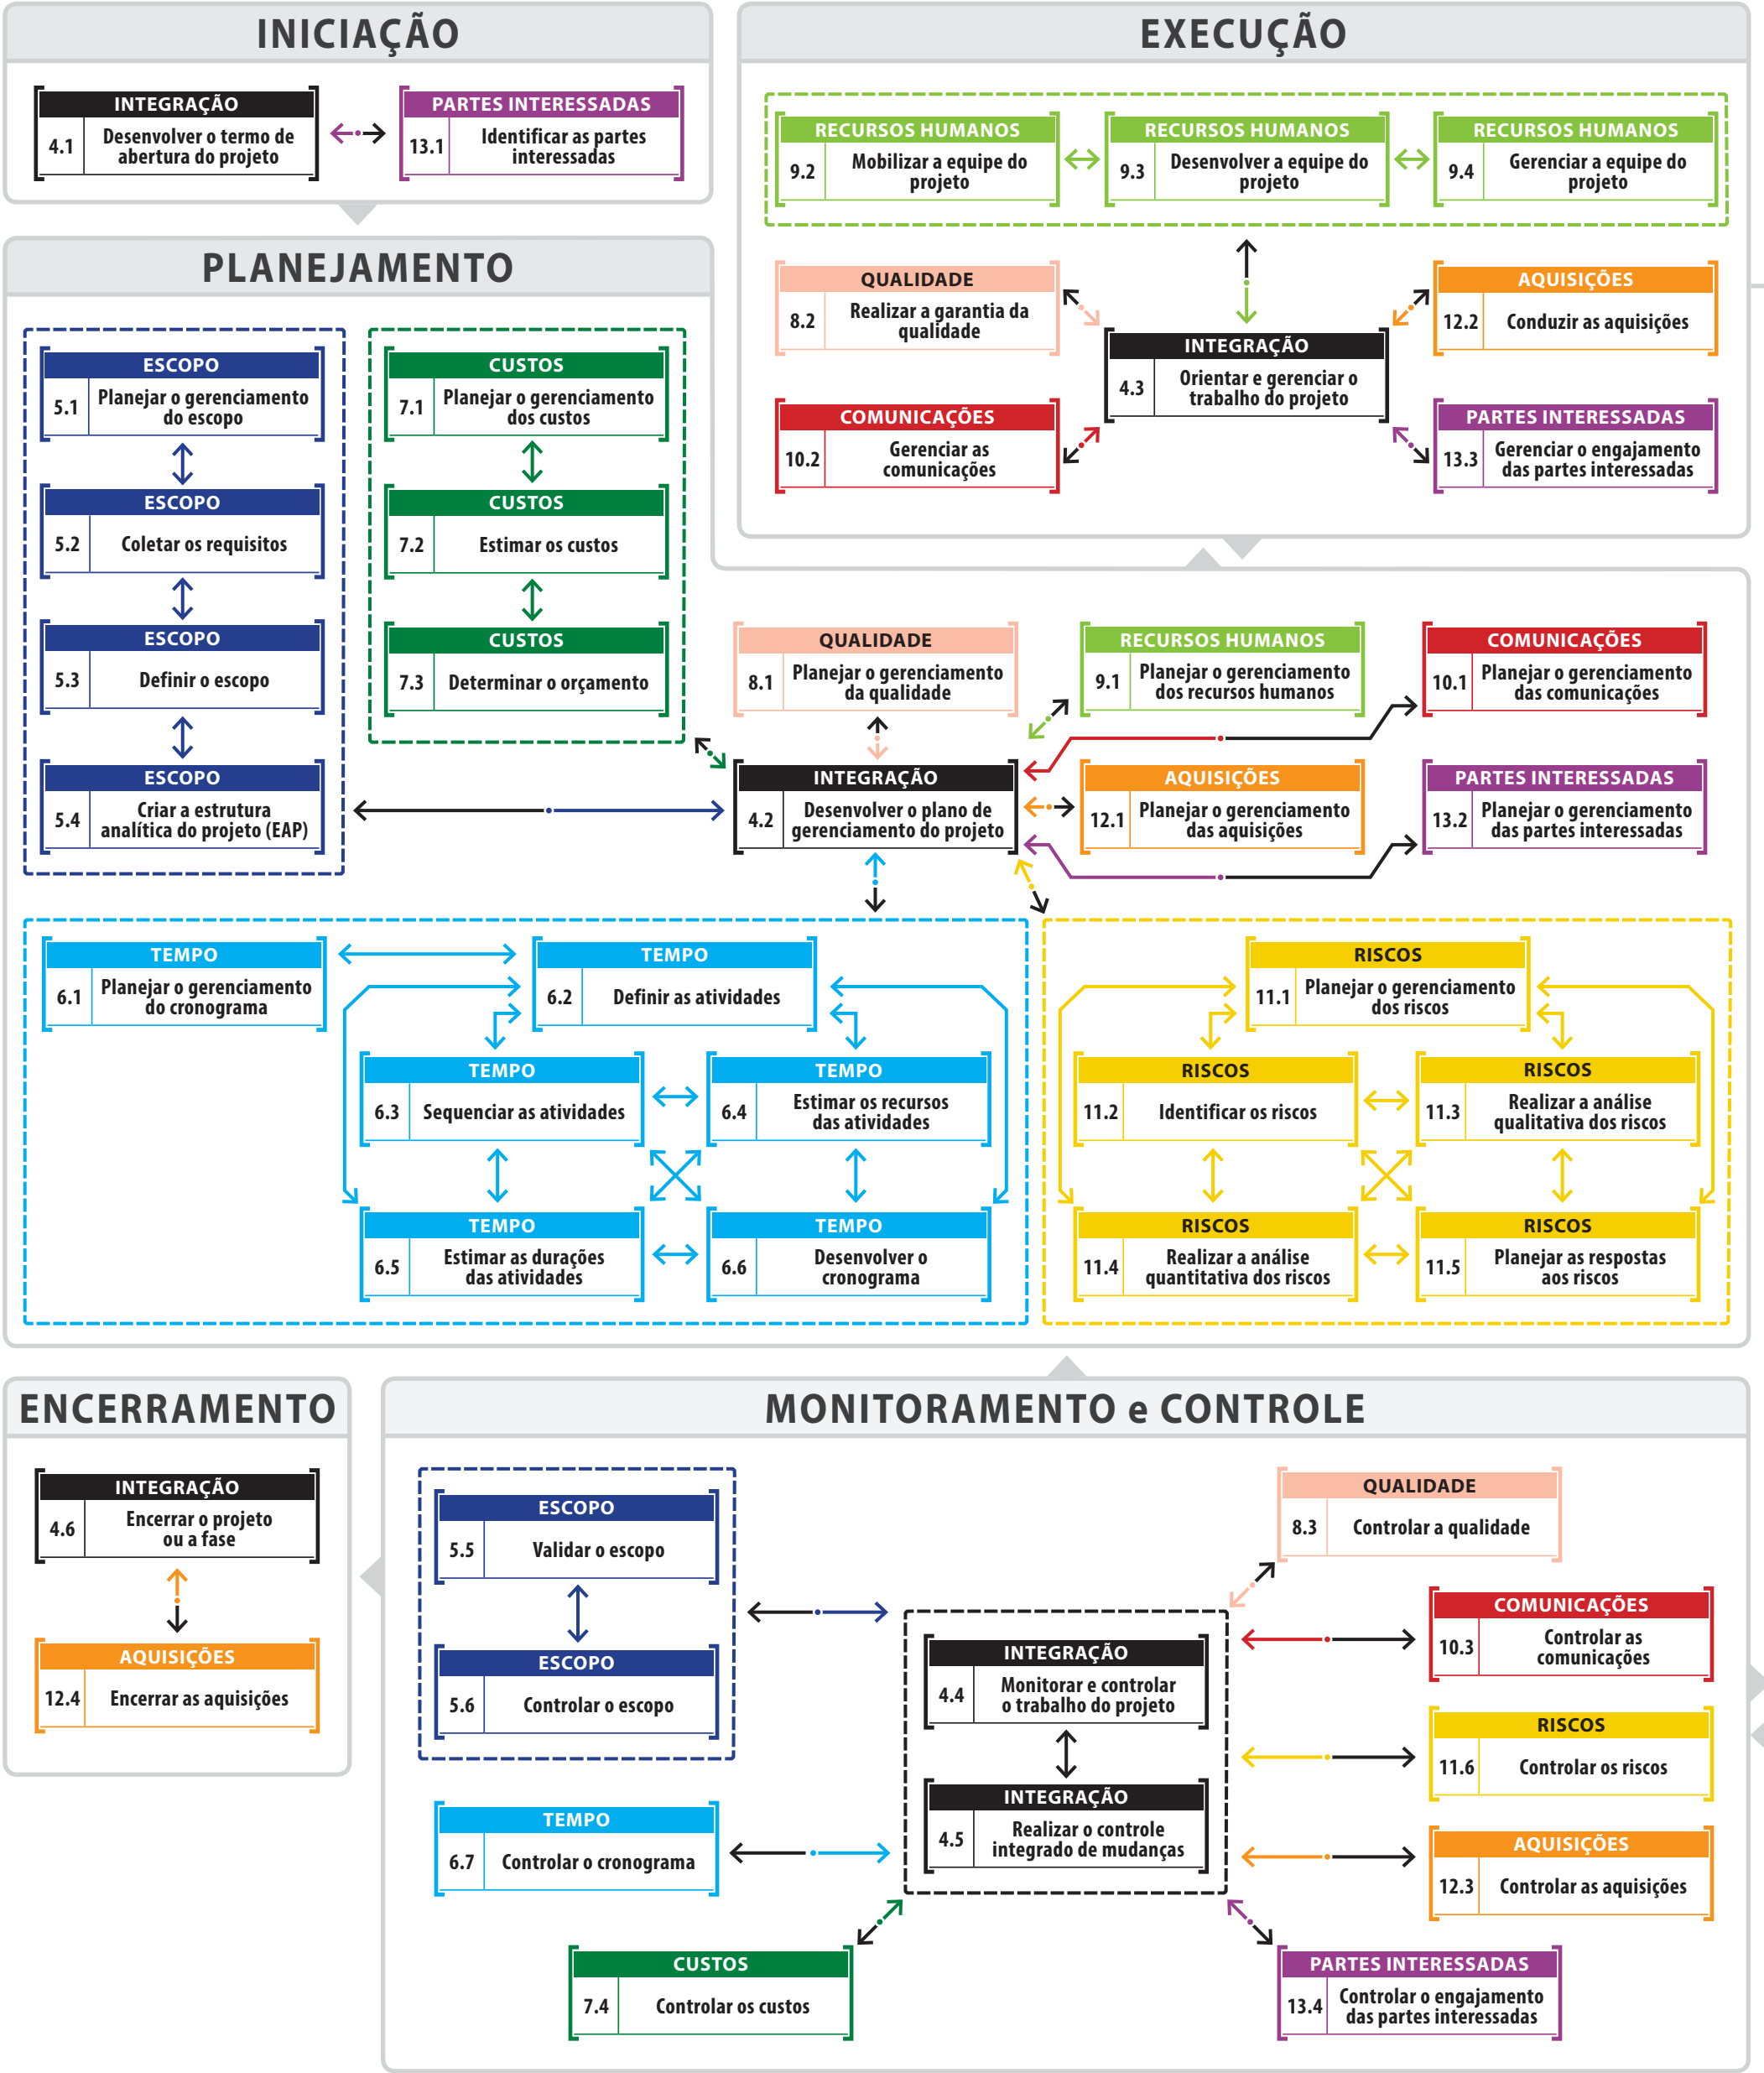 INICIAÇÃO
INTEGRAÇÃO
4.1
Desenvolver o termo de
abertura do projeto
PARTES INTERESSADAS
13.1
Identificar as partes
interessadas
EXECUÇÃO
RECURSOS HUMANOS
9.2
Mobilizar a equipe do
projeto
RECURSOS HUMANOS
9.3
Desenvolver a equipe do
projeto
RECURSOS HUMANOS
9.4
Gerenciar a equipe do
projeto
QUALIDADE
8.2
Realizar a garantia da
qualidade
AQUISIÇÕES
12.2
Conduzir as aquisições
INTEGRAÇÃO
4.3
Orientar e gerenciar o
trabalho do projeto
COMUNICAÇÕES
10.2
Gerenciar as
comunicações
PARTES INTERESSADAS
13.3
Gerenciar o engajamento
das partes interessadas
PLANEJAMENTO
ESCOPO
5.1
Planejar o gerenciamento
do escopo
ESCOPO
5.2
Coletar os requisitos
ESCOPO
5.3
Definir o escopo
ESCOPO
5.4
Criar a estrutura
analítica do projeto (EAP)
CUSTOS
7.1
Planejar o gerenciamento
dos custos
CUSTOS
7.2
Estimar os custos
CUSTOS
7.3
Determinar o orçamento
QUALIDADE
8.1
Planejar o gerenciamento
da qualidade
RECURSOS HUMANOS
9.1
Planejar o gerenciamento
dos recursos humanos
COMUNICAÇÕES
10.1
Planejar o gerenciamento
das comunicações
INTEGRAÇÃO
4.2
Desenvolver o plano de
gerenciamento do projeto
AQUISIÇÕES
12.1
Planejar o gerenciamento
das aquisições
PARTES INTERESSADAS
13.2
Planejar o gerenciamento
das partes interessadas
TEMPO
6.1
Planejar o gerenciamento
do cronograma
TEMPO
6.2
Definir as atividades
TEMPO
6.3
Sequenciar as atividades
TEMPO
6.4
Estimar os recursos
das atividades
TEMPO
6.5
Estimar as durações
das atividades
TEMPO
6.6
Desenvolver o
cronograma
RISCOS
11.1
Planejar o gerenciamento
dos riscos
RISCOS
11.2
Identificar os riscos
RISCOS
11.3
Realizar a análise
qualitativa dos riscos
RISCOS
11.4
Realizar a análise
quantitativa dos riscos
RISCOS
11.5
Planejar as respostas
aos riscos
ENCERRAMENTO
INTEGRAÇÃO
4.6
Encerrar o projeto
ou a fase
AQUISIÇÕES
12.4
Encerrar as aquisições
MONITORAMENTO e CONTROLE
ESCOPO
5.5
Validar o escopo
ESCOPO
5.6
Controlar o escopo
TEMPO
6.7
Controlar o cronograma
CUSTOS
7.4
Controlar os custos
INTEGRAÇÃO
4.4
Monitorar e controlar
o trabalho do projeto
INTEGRAÇÃO
4.5
Realizar o controle
integrado de mudanças
QUALIDADE
8.3
Controlar a qualidade
COMUNICAÇÕES
10.3
Controlar as
comunicações
RISCOS
11.6
Controlar os riscos
AQUISIÇÕES
12.3
Controlar as aquisições
PARTES INTERESSADAS
13.4
Controlar o engajamento
das partes interessadas